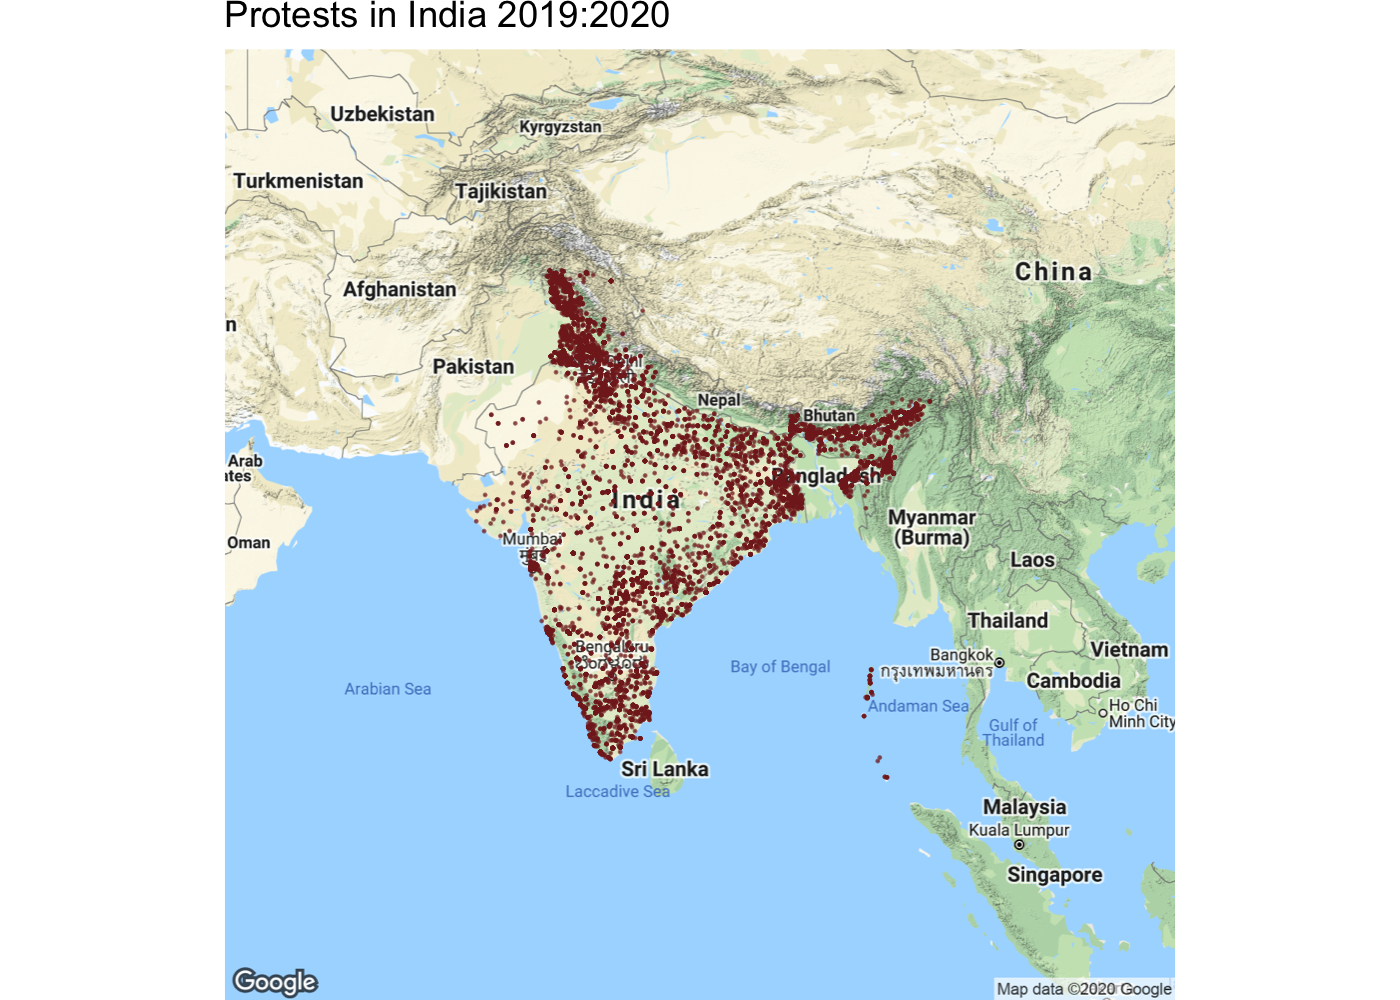 Protests in India 2019:2020
Uzbekistan
Kyrgyzstan
Turkmenistan
Tajikistan
China
Afghanistan
n
Pakistan
Nepal
Bhutan
Arab
ates
Bangladesh
India
Myanmar
(Burma)
Oman
Mumbai
Laos
Thailand
Bengaluru
Vietnam
Bangkok
กรุงเทพมหานคร
Bay of Bengal
Cambodia
Arabian Sea
Andaman Sea
Ho Chi
Minh City
Gulf of
Thailand
Sri Lanka
Laccadive Sea
Malaysia
Kuala Lumpur
Singapore
Google
Map data ©2020 Google